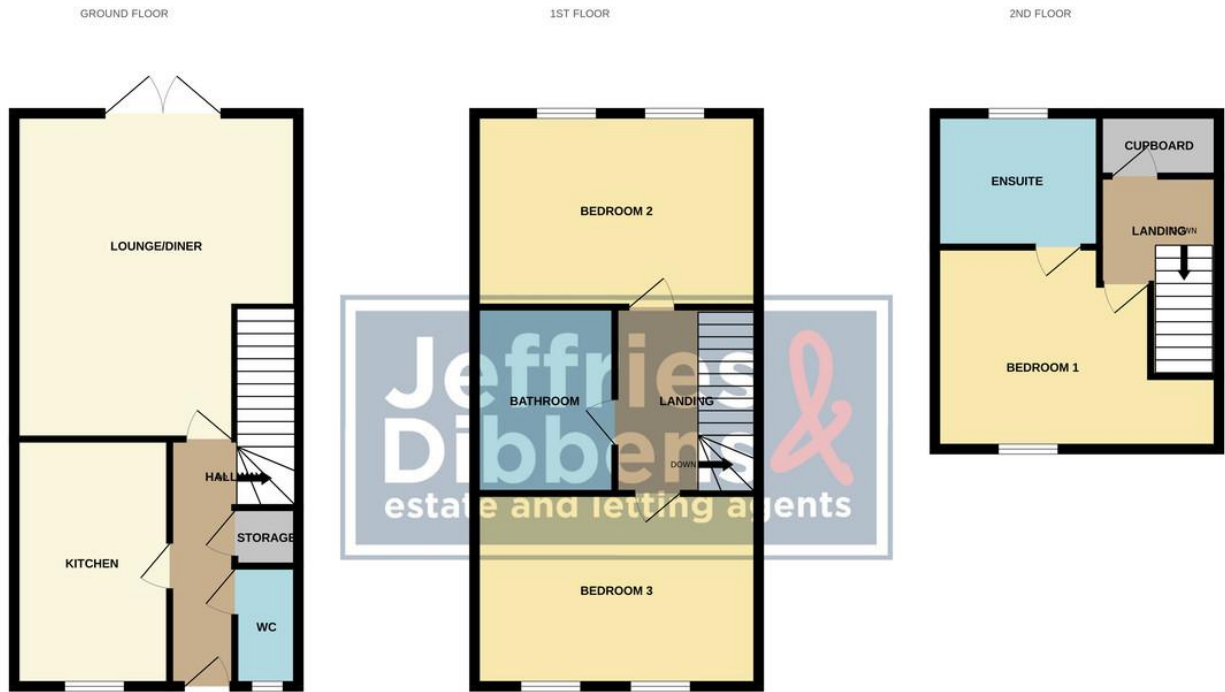 GROUND FLOOR
1ST FLOOR
2ND FLOOR
LOUNGE/DINER
KITCHEN
STORAGE
WC
BEDROOM 2
BATHROOM
LANDING
DOWN
BEDROOM 3
ENSUITE
CUPBOARD
LANDING
BEDROOM 1
Jeffries &
Dibbens
estate and letting agents